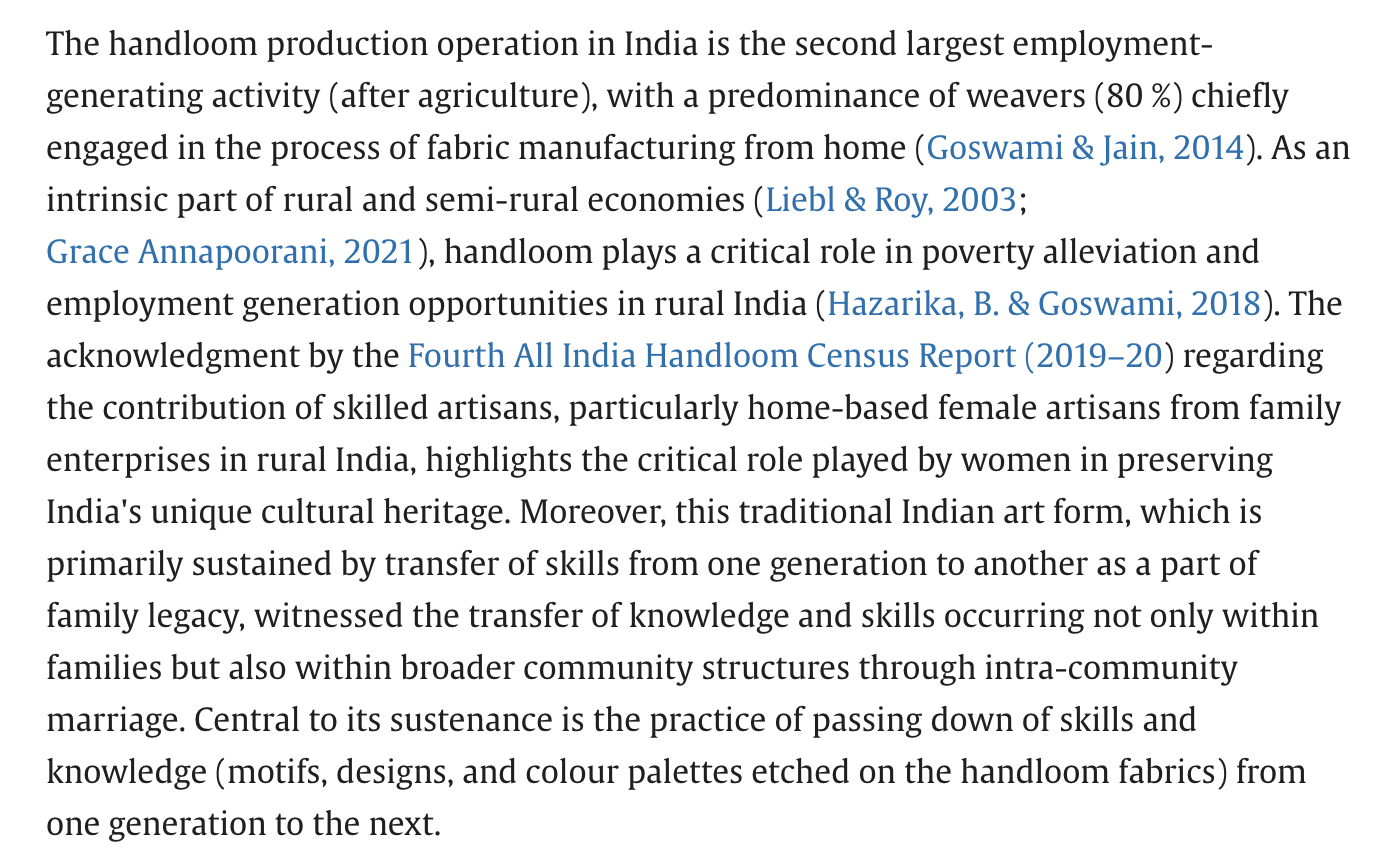 The handloom production operation in India is the second largest employment-
generating activity (after agriculture), with a predominance of weavers (80 %) chiefly
engaged in the process of fabric manufacturing from home (Goswami & Jain, 2014). As an
intrinsic part of rural and semi-rural economies (Liebl & Roy, 2003;
Grace Annapoorani, 2021), handloom plays a critical role in poverty alleviation and
employment generation opportunities in rural India (Hazarika, B. & Goswami, 2018). The
acknowledgment by the Fourth All India Handloom Census Report (2019–20) regarding
the contribution of skilled artisans, particularly home-based female artisans from family
enterprises in rural India, highlights the critical role played by women in preserving
India's unique cultural heritage. Moreover, this traditional Indian art form, which is
primarily sustained by transfer of skills from one generation to another as a part of
family legacy, witnessed the transfer of knowledge and skills occurring not only within
families but also within broader community structures through intra-community
marriage. Central to its sustenance is the practice of passing down of skills and
knowledge (motifs, designs, and colour palettes etched on the handloom fabrics) from
one generation to the next.